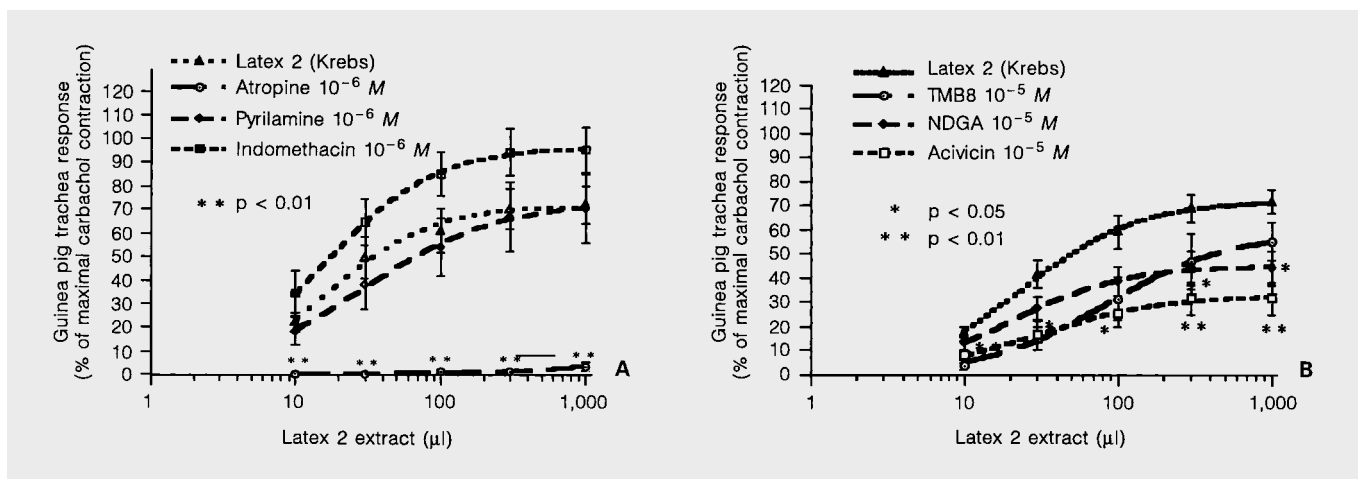 Guinea pig trachea response
(% of maximal carbachol contraction)
120
110
100
90
80
70
60
50
40
30
20
10
0
Latex 2 (Krebs)
Atropine 10⁻⁶ M
Pyrilamine 10⁻⁶ M
Indomethacin 10⁻⁶ M
** p < 0.01
** ** ** ** **
A
1 10 100 1,000
Latex 2 extract (μl)
Guinea pig trachea response
(% of maximal carbachol contraction)
120
110
100
90
80
70
60
50
40
30
20
10
0
Latex 2 (Krebs)
TMB8 10⁻⁵ M
NDGA 10⁻⁵ M
Acivicin 10⁻⁵ M
* p < 0.05
** p < 0.01
*
*
* ** **
B
1 10 100 1,000
Latex 2 extract (μl)